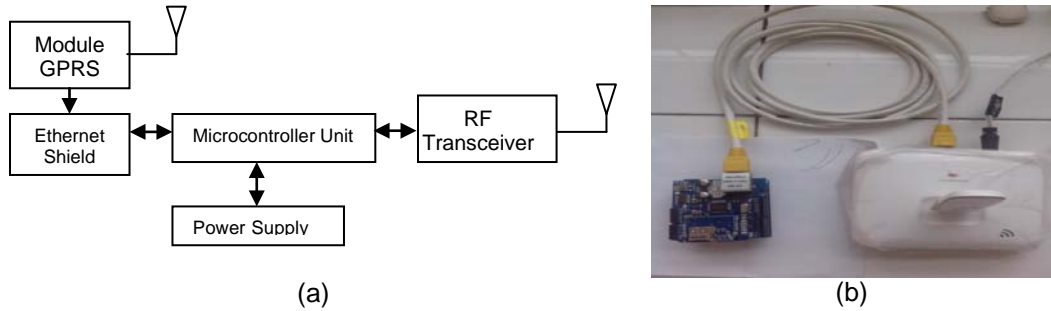 Module
GPRS
Ethernet
Shield
Microcontroller Unit
RF
Transceiver
Power Supply
(a)
(b)